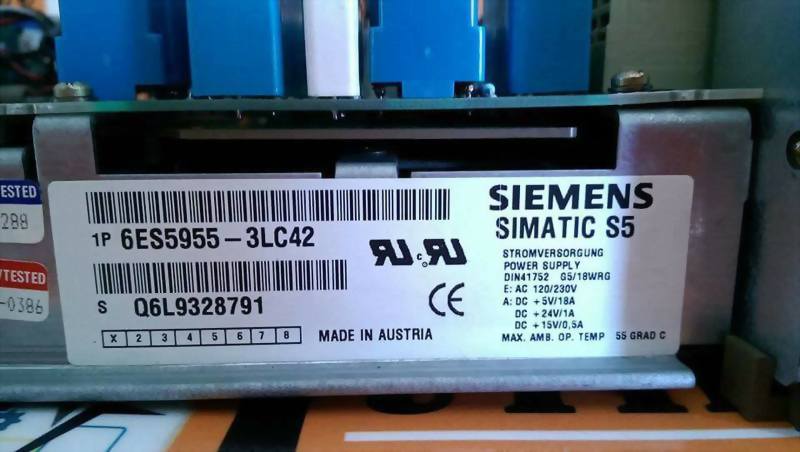 TESTED
288
/TESTED
-0386
1P 6ES5955-3LC42
S Q6L9328791
X 2 3 4 5 6 7 8
MADE IN AUSTRIA
SIEMENS
SIMATIC S5
STROMVERSORGUNG
POWER SUPPLY
DIN41752 G5/18WRG
E: AC 120/230V
A: DC +5V/18A
DC +24V/1A
DC +15V/0,5A
MAX. AMB. OP. TEMP 55 GRAD C